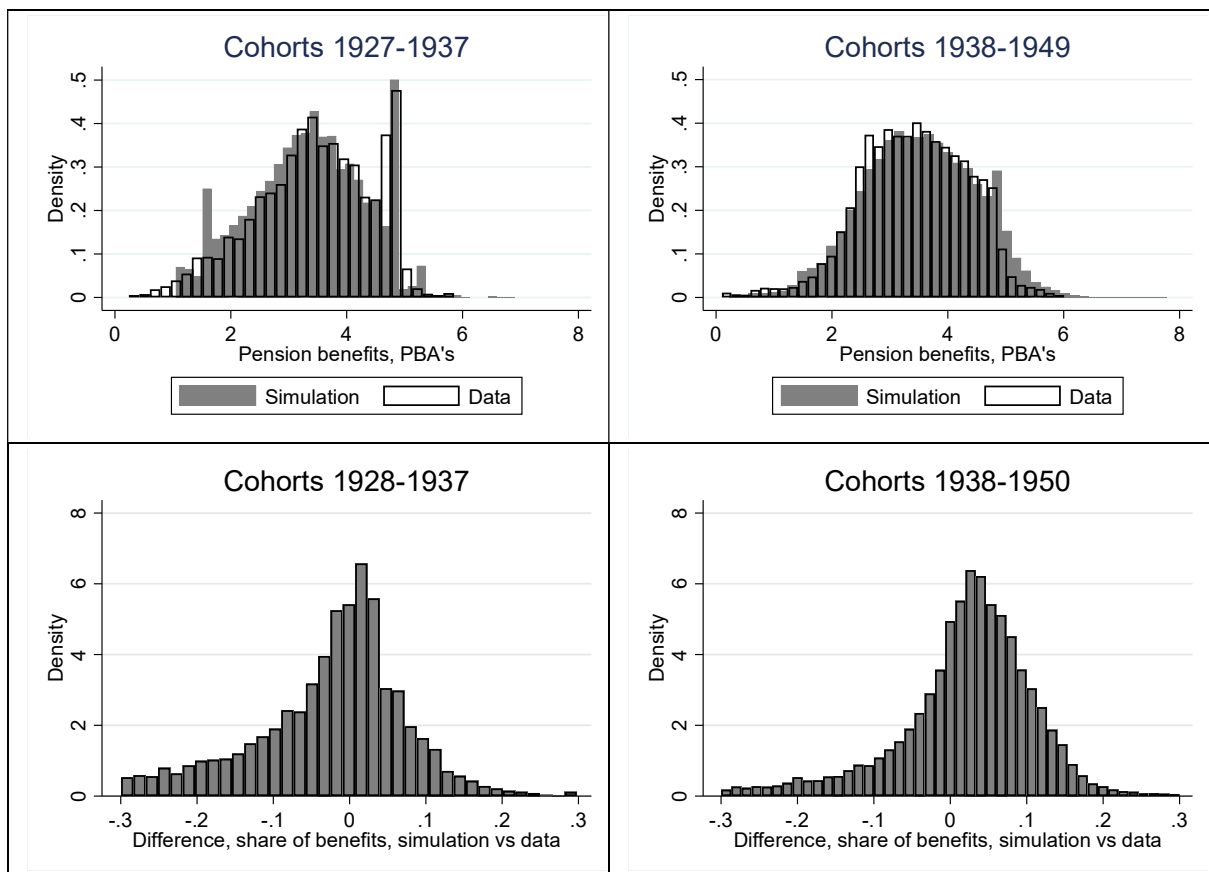 Cohorts 1927-1937
Density
.5
.4
.3
.2
.1
0
0 2 4 6 8
Pension benefits, PBA's
Simulation Data
Cohorts 1938-1949
Density
.5
.4
.3
.2
.1
0
0 2 4 6 8
Pension benefits, PBA's
Simulation Data
Cohorts 1928-1937
Density
8
6
4
2
0
-.3 -.2 -.1 0 .1 .2 .3
Difference, share of benefits, simulation vs data
Cohorts 1938-1950
Density
8
6
4
2
0
-.3 -.2 -.1 0 .1 .2 .3
Difference, share of benefits, simulation vs data